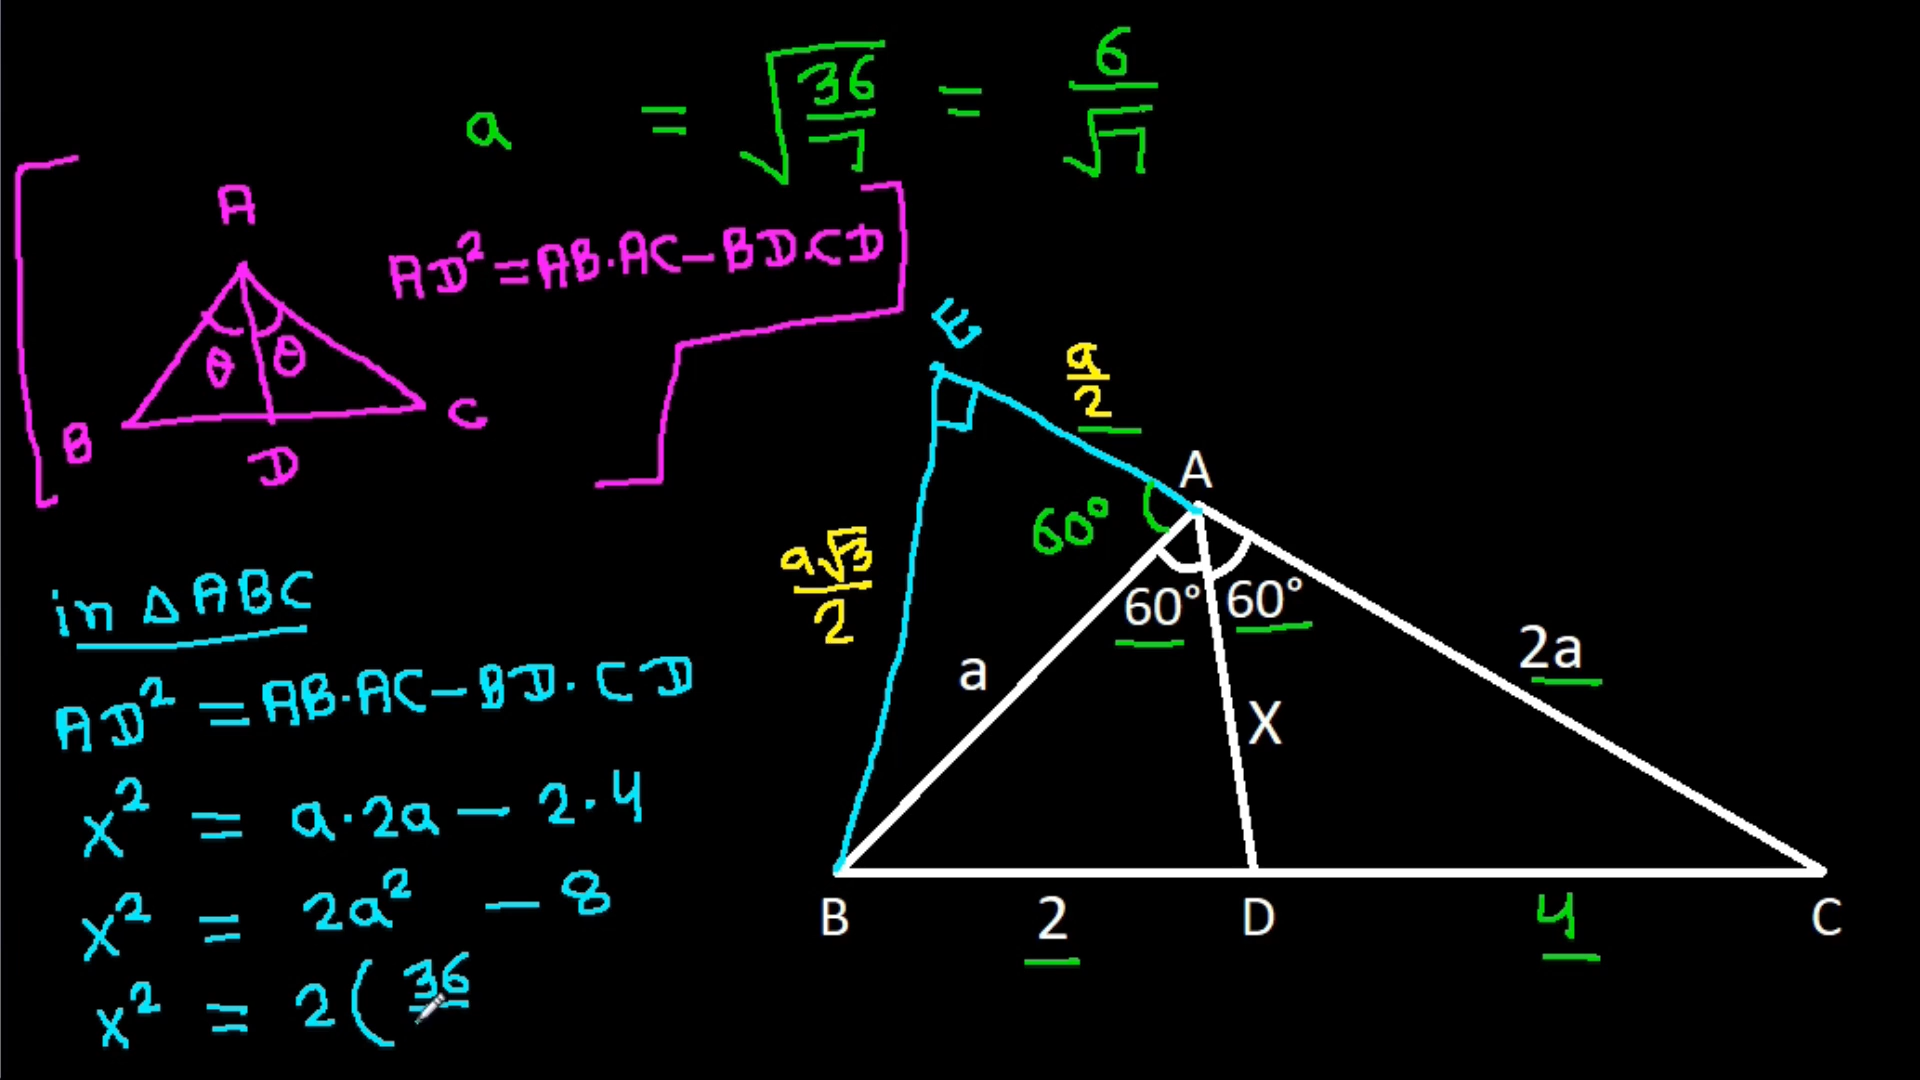 a = √(36/7) = 6/√7
A
AD² = AB·AC – BD·CD
θ θ
B D C
in △ ABC
AD² = AB·AC – BD·CD
x² = a·2a – 2·4
x² = 2a² – 8
x² = 2(36
E
a/2
A
60°
a√3/2
60° 60°
a
2a
X
B 2 D 4 C